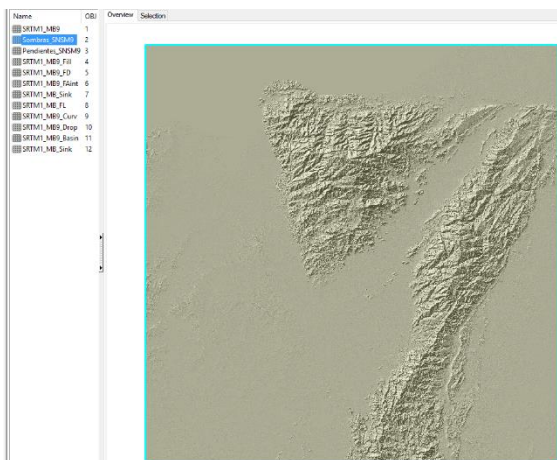 Name OBJ Overview Selection
SRTM1_MB9 1
Sombras_SNSM9 2
Pendientes_SNSM9 3
SRTM1_MB9_Fill 4
SRTM1_MB9_FD 5
SRTM1_MB9_FAint 6
SRTM1_MB_Sink 7
SRTM1_MB_FL 8
SRTM1_MB9_Curv 9
SRTM1_MB9_Drop 10
SRTM1_MB9_Basin 11
SRTM1_MB_Sink 12